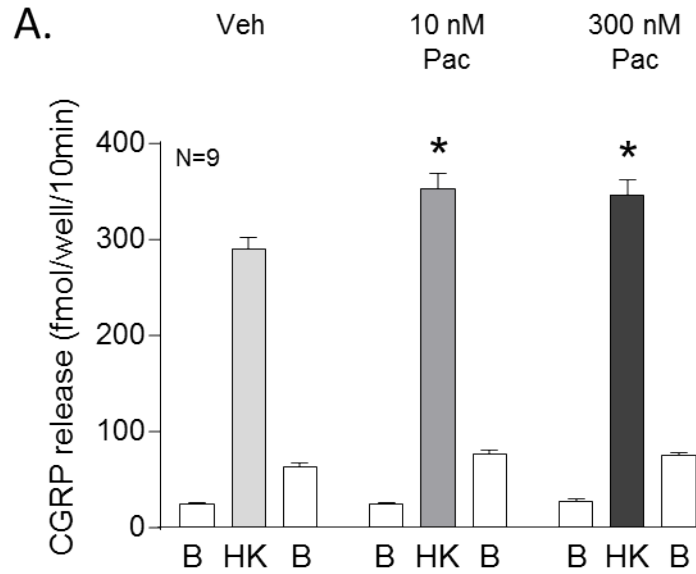 A.
Veh 10 nM 300 nM
Pac Pac
CGRP release (fmol/well/10min)
400
N=9
* *
300
200
100
0
B HK B B HK B B HK B